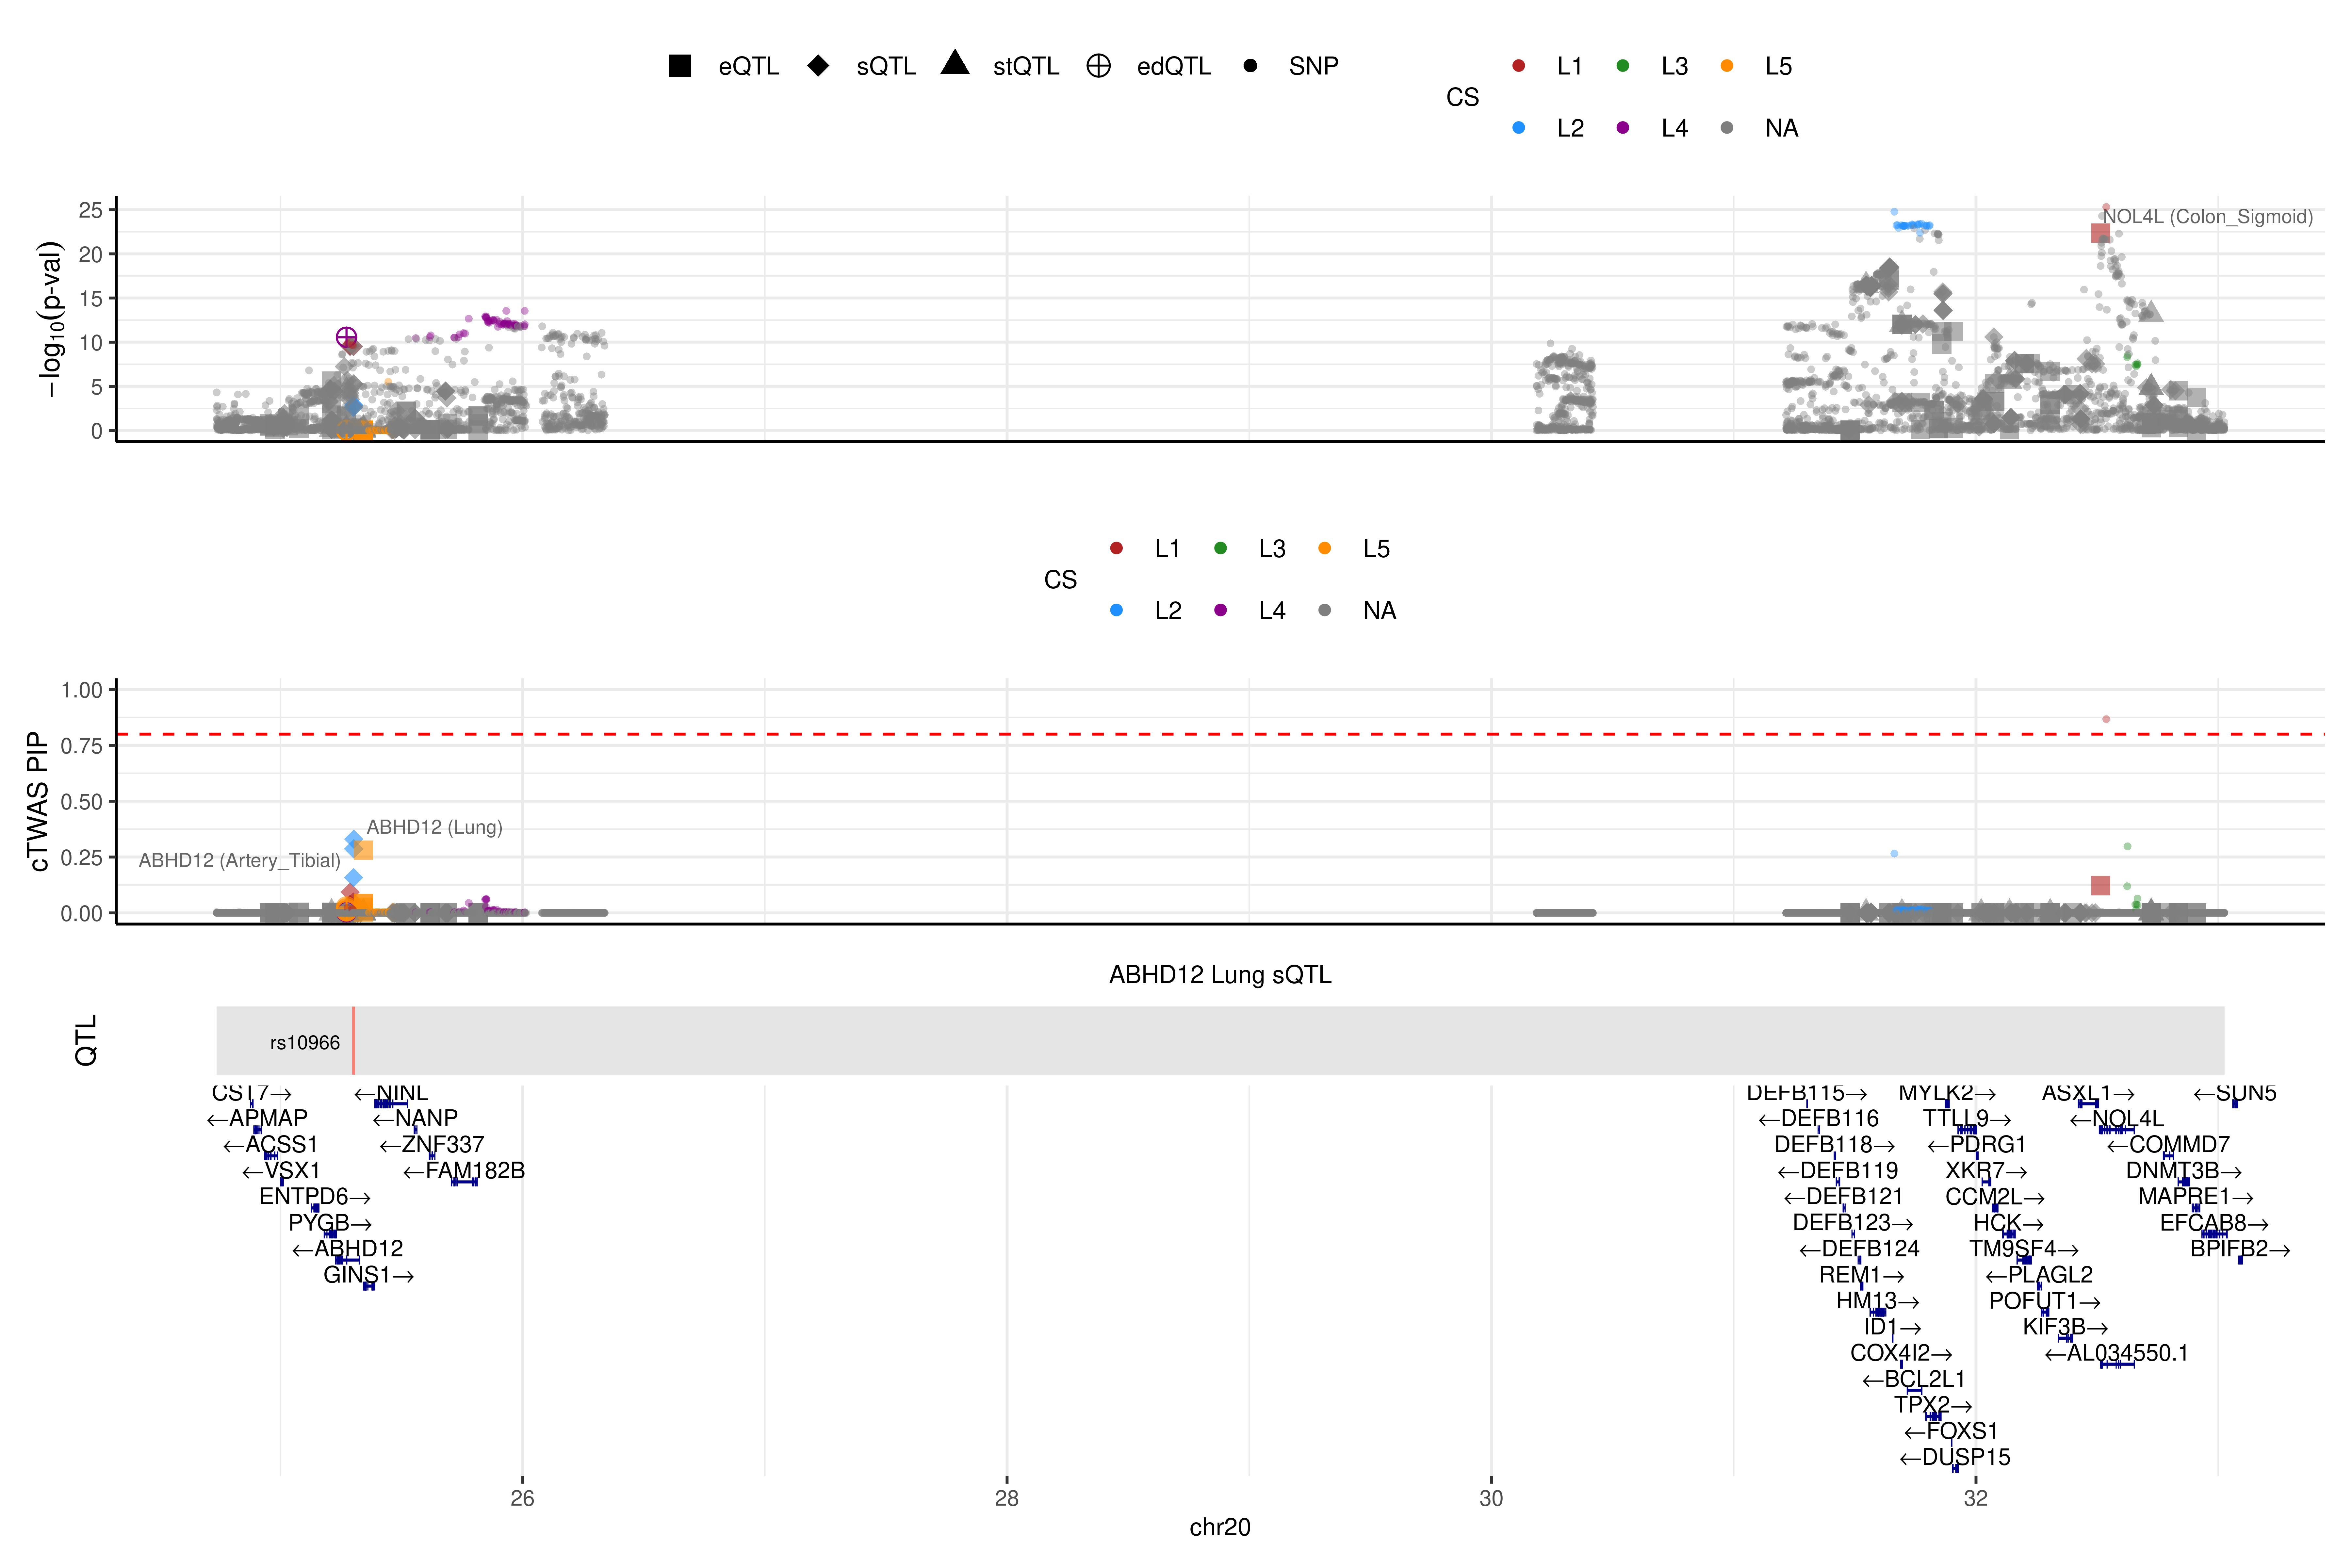 eQTL sQTL stQTL edQTL SNP
CS
L1 L3 L5
L2 L4 NA
−log10(p-val)
25
20
15
10
5
0
NOL4L (Colon_Sigmoid)
CS
L1 L3 L5
L2 L4 NA
cTWAS PIP
1.00
0.75
0.50
0.25
0.00
ABHD12 (Lung)
ABHD12 (Artery_Tibial)
ABHD12 Lung sQTL
QTL
rs10966
CST7→ ←NINL DEFB115→ MYLK2→ ASXL1→ ←SUN5
←APMAP ←NANP ←DEFB116 TTLL9→ ←NOL4L
←ACSS1 ←ZNF337 DEFB118→ ←PDRG1 ←COMMD7
←VSX1 ←FAM182B ←DEFB119 XKR7→ DNMT3B→
ENTPD6→ ←DEFB121 CCM2L→ MAPRE1→
PYGB→ DEFB123→ HCK→ EFCAB8→
←ABHD12 ←DEFB124 TM9SF4→ BPIFB2→
GINS1→ REM1→ ←PLAGL2
HM13→ POFUT1→
ID1→ KIF3B→
COX4I2→ ←AL034550.1
←BCL2L1
TPX2→
←FOXS1
←DUSP15
26 28 30 32
chr20